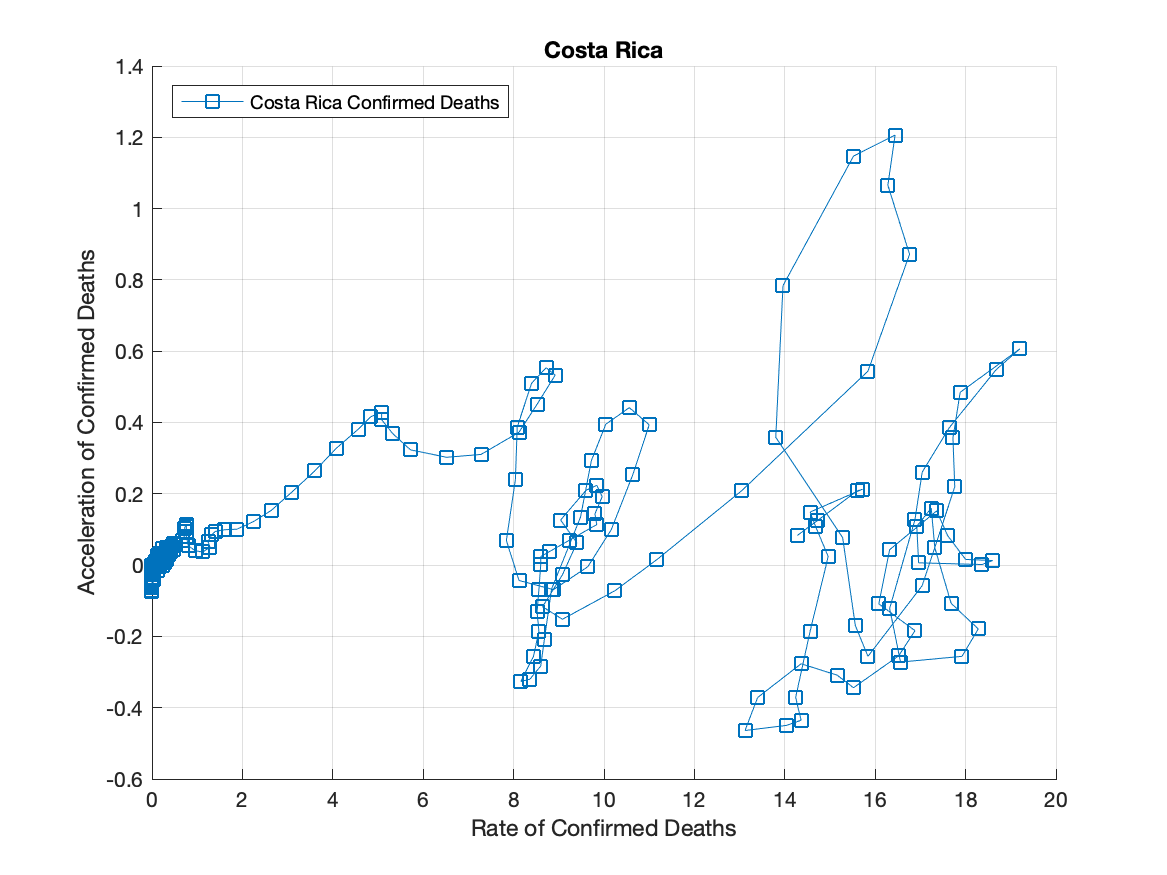 Costa Rica
1.4
Costa Rica Confirmed Deaths
1.2
1
0.8
0.6
0.4
0.2
0
-0.2
-0.4
-0.6
Acceleration of Confirmed Deaths
0 2 4 6 8 10 12 14 16 18 20
Rate of Confirmed Deaths